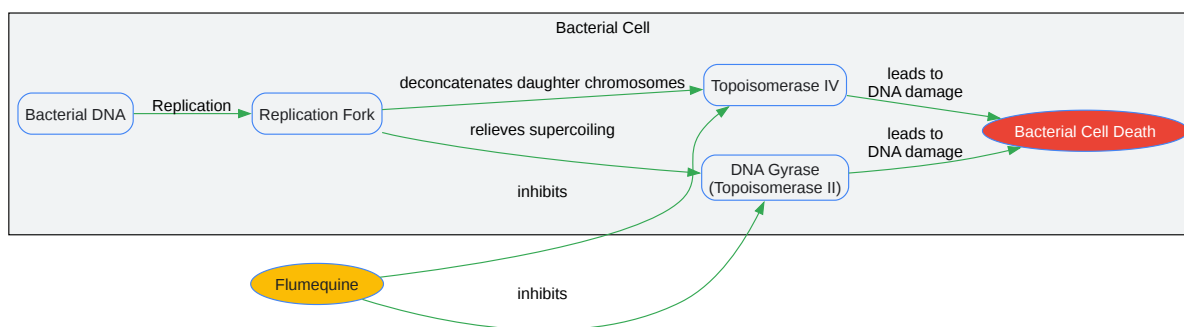 Bacterial Cell
Bacterial DNA
Replication
Replication Fork
deconcatenates daughter chromosomes
relieves supercoiling
Topoisomerase IV
DNA Gyrase
(Topoisomerase II)
leads to
DNA damage
leads to
DNA damage
Bacterial Cell Death
inhibits
Flumequine
inhibits